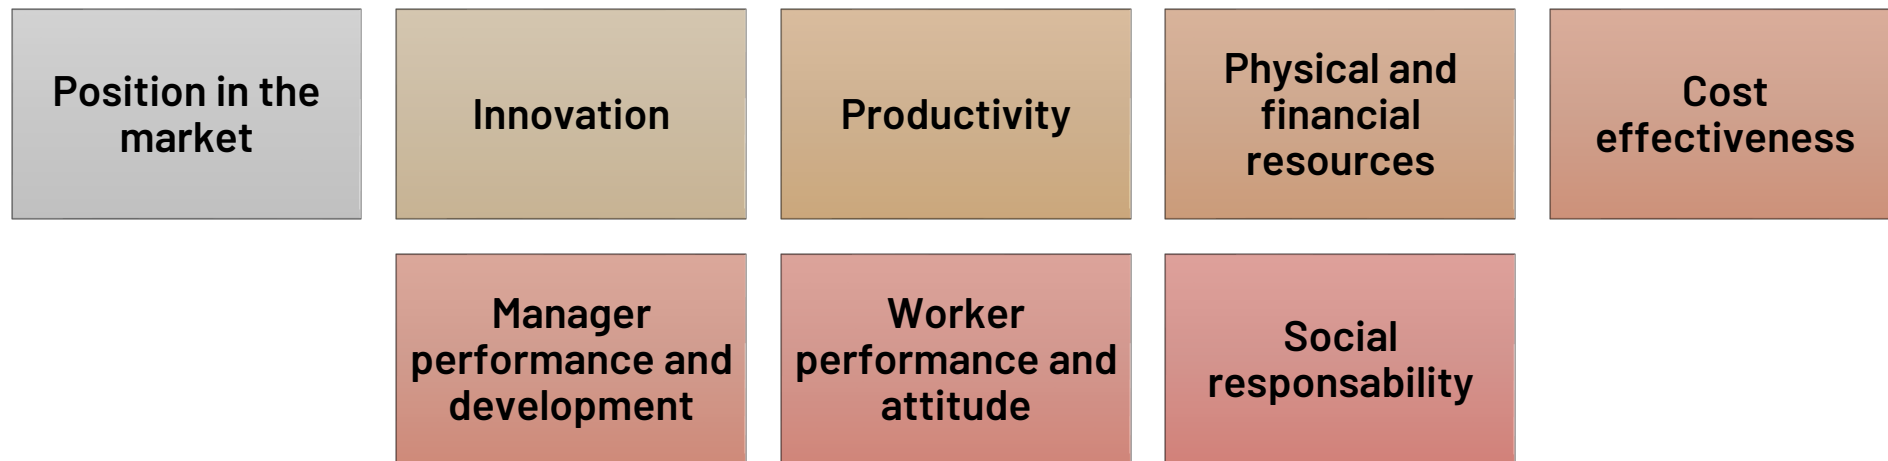 Position in the
market
Innovation
Productivity
Physical and
financial
resources
Cost
effectiveness
Manager
performance and
development
Worker
performance and
attitude
Social
responsability